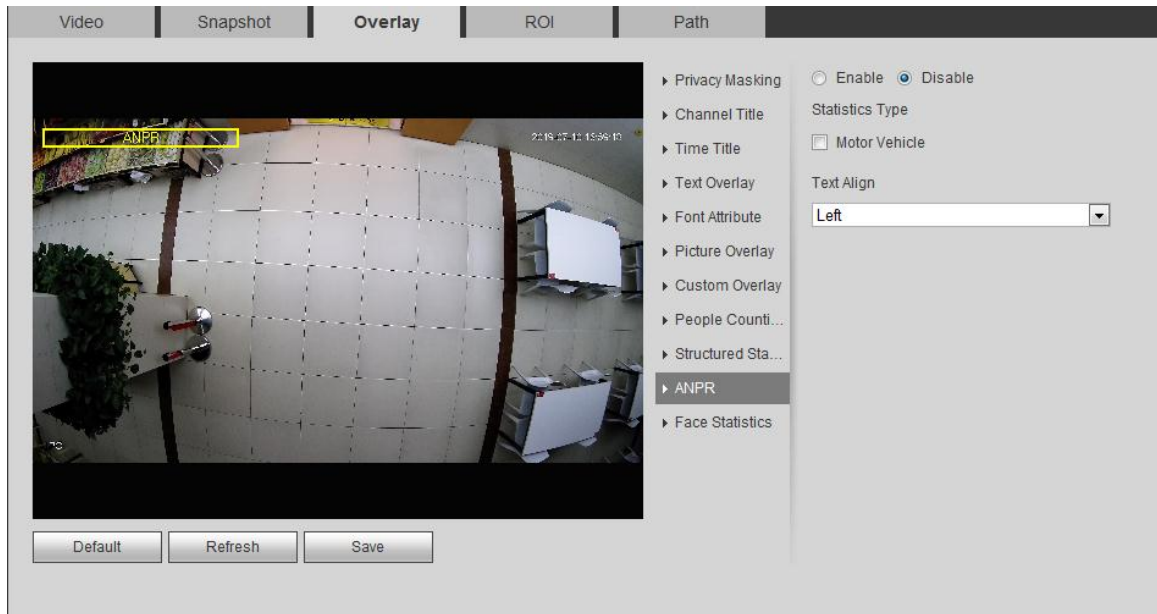 Video Snapshot Overlay ROI Path
ANPR
Privacy Masking
Channel Title
Time Title
Text Overlay
Font Attribute
Picture Overlay
Custom Overlay
People Counti...
Structured Sta...
ANPR
Face Statistics
Enable Disable
Statistics Type
Motor Vehicle
Text Align
Left
Default Refresh Save